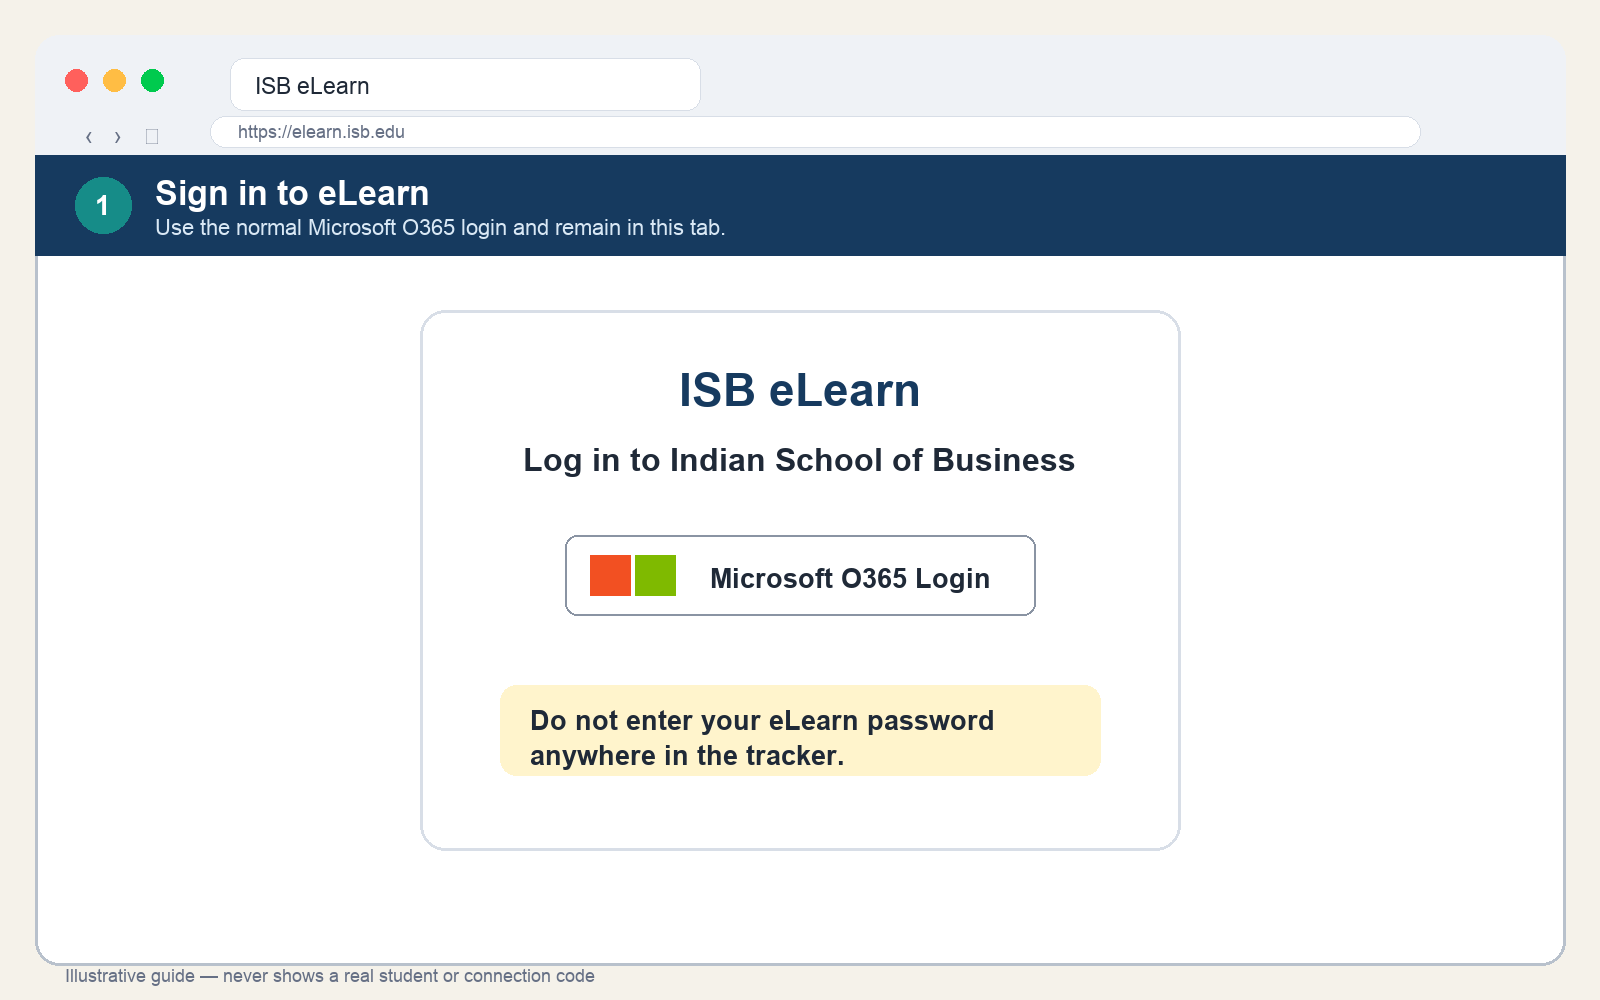 ISB eLearn
https://elearn.isb.edu
1
Sign in to eLearn
Use the normal Microsoft O365 login and remain in this tab.
ISB eLearn
Log in to Indian School of Business
Microsoft O365 Login
Do not enter your eLearn password
anywhere in the tracker.
Illustrative guide — never shows a real student or connection code